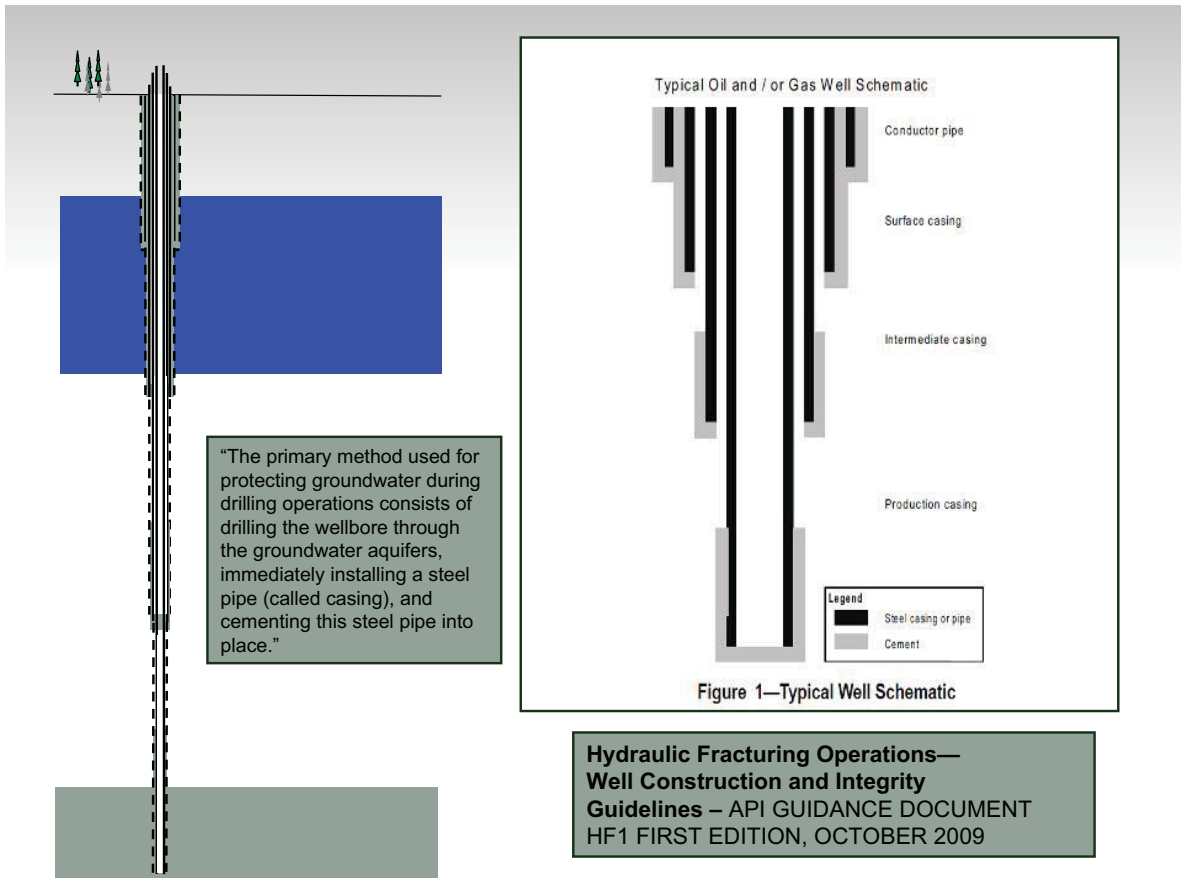 “The primary method used for
protecting groundwater during
drilling operations consists of
drilling the wellbore through
the groundwater aquifers,
immediately installing a steel
pipe (called casing), and
cementing this steel pipe into
place.”
Typical Oil and / or Gas Well Schematic
Conductor pipe
Surface casing
Intermediate casing
Production casing
Legend
Steel casing or pipe
Cement
Figure 1—Typical Well Schematic
Hydraulic Fracturing Operations—
Well Construction and Integrity
Guidelines – API GUIDANCE DOCUMENT
HF1 FIRST EDITION, OCTOBER 2009